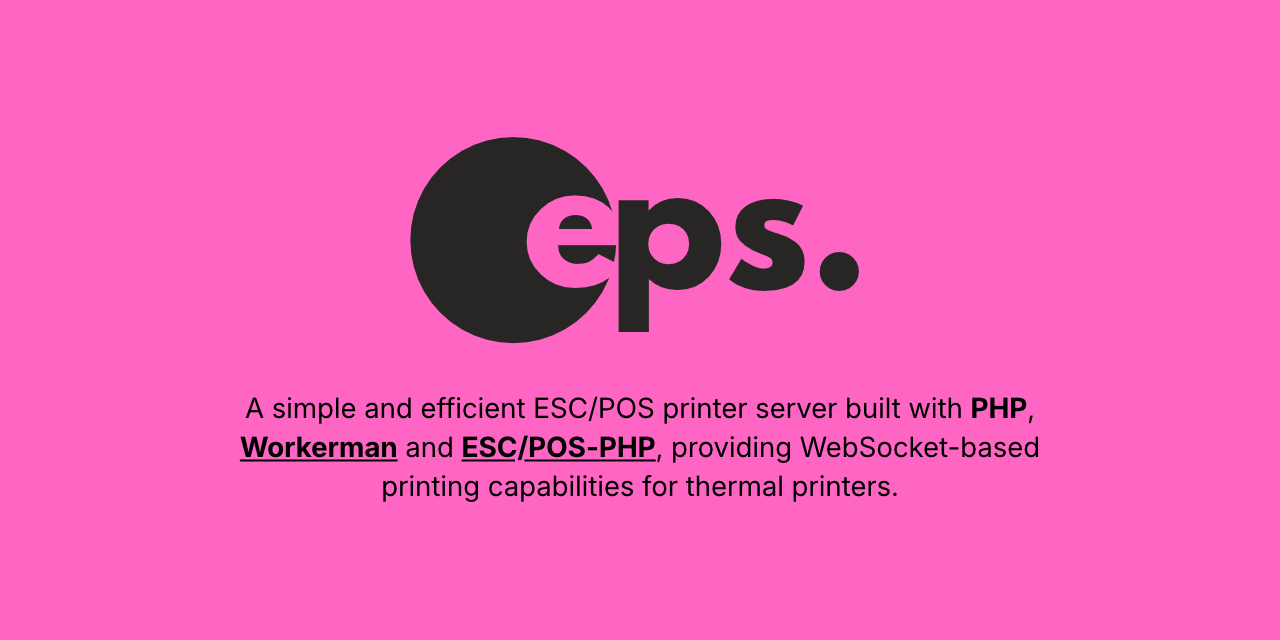 eps.
A simple and efficient ESC/POS printer server built with PHP,
Workerman and ESC/POS-PHP, providing WebSocket-based
printing capabilities for thermal printers.